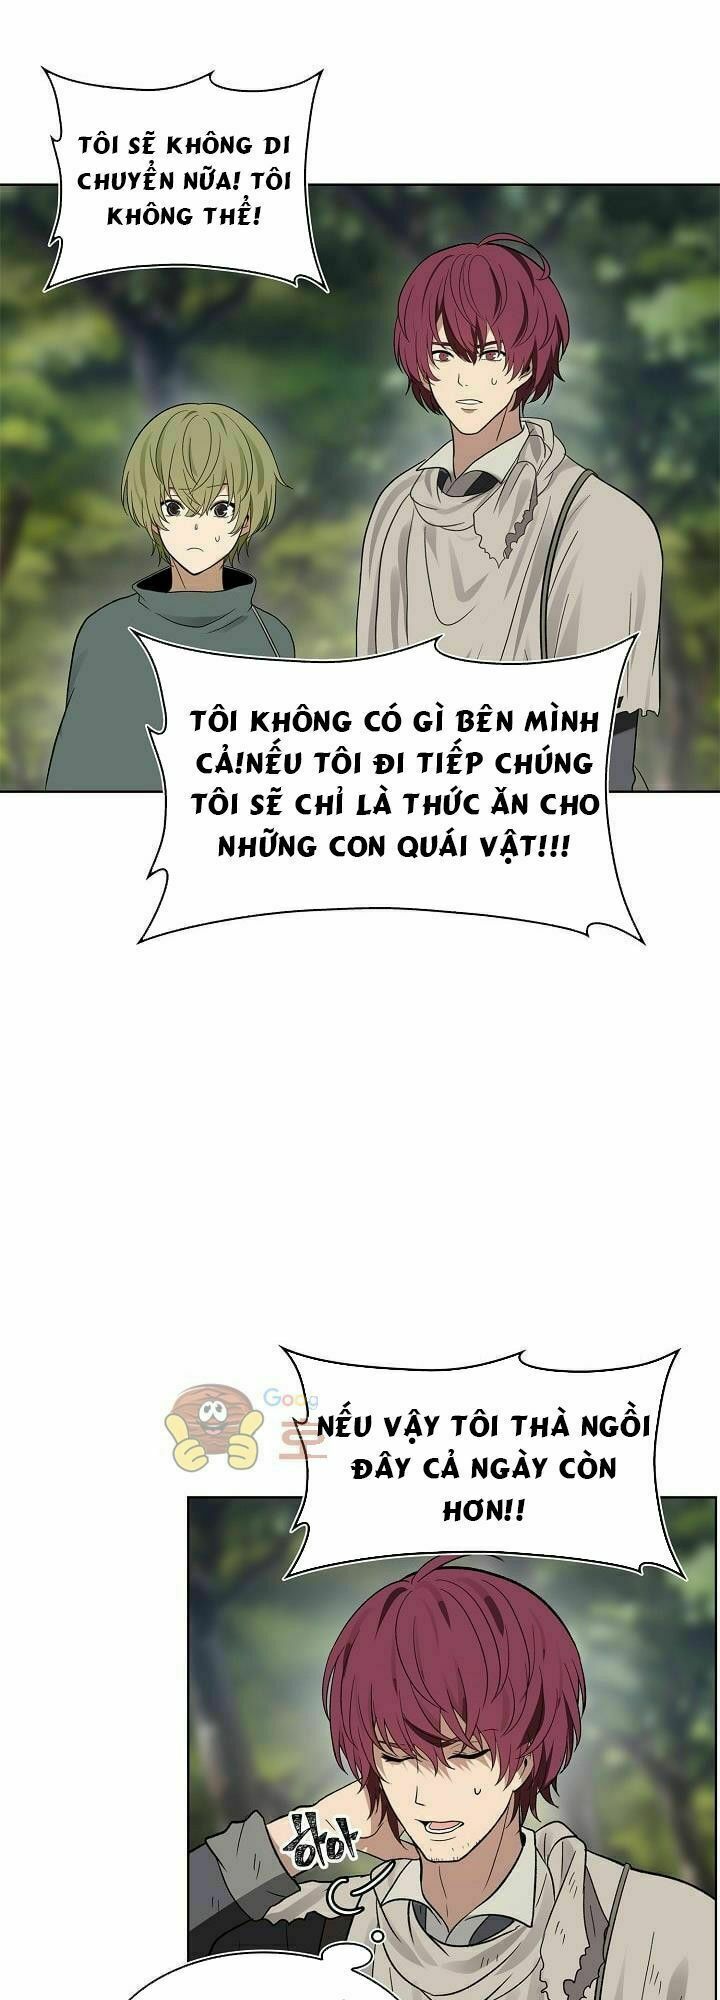 TÔI SẼ KHÔNG DI
CHUYỂN NỮA! TÔI
KHÔNG THỂ!
TÔI KHÔNG CÓ GÌ BÊN MÌNH
CẢ!NẾU TÔI ĐI TIẾP CHÚNG
TÔI SẼ CHỈ LÀ THỨC ĂN CHO
NHỮNG CON QUÁI VẬT!!!
Goog
호
NẾU VẬY TÔI THÀ NGỒI
ĐÂY CẢ NGÀY CÒN
HƠN!!
하아